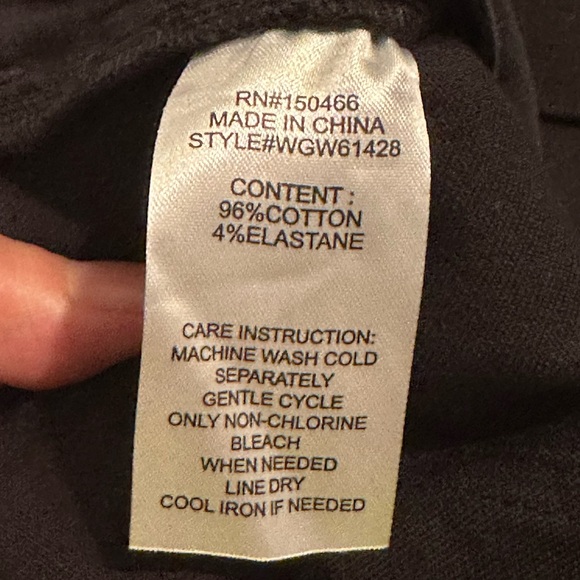 RN#150466
MADE IN CHINA
STYLE#WGW61428
CONTENT :
96%COTTON
4%ELASTANE
CARE INSTRUCTION:
MACHINE WASH COLD
SEPARATELY
GENTLE CYCLE
ONLY NON-CHLORINE
BLEACH
WHEN NEEDED
LINE DRY
COOL IRON IF NEEDED